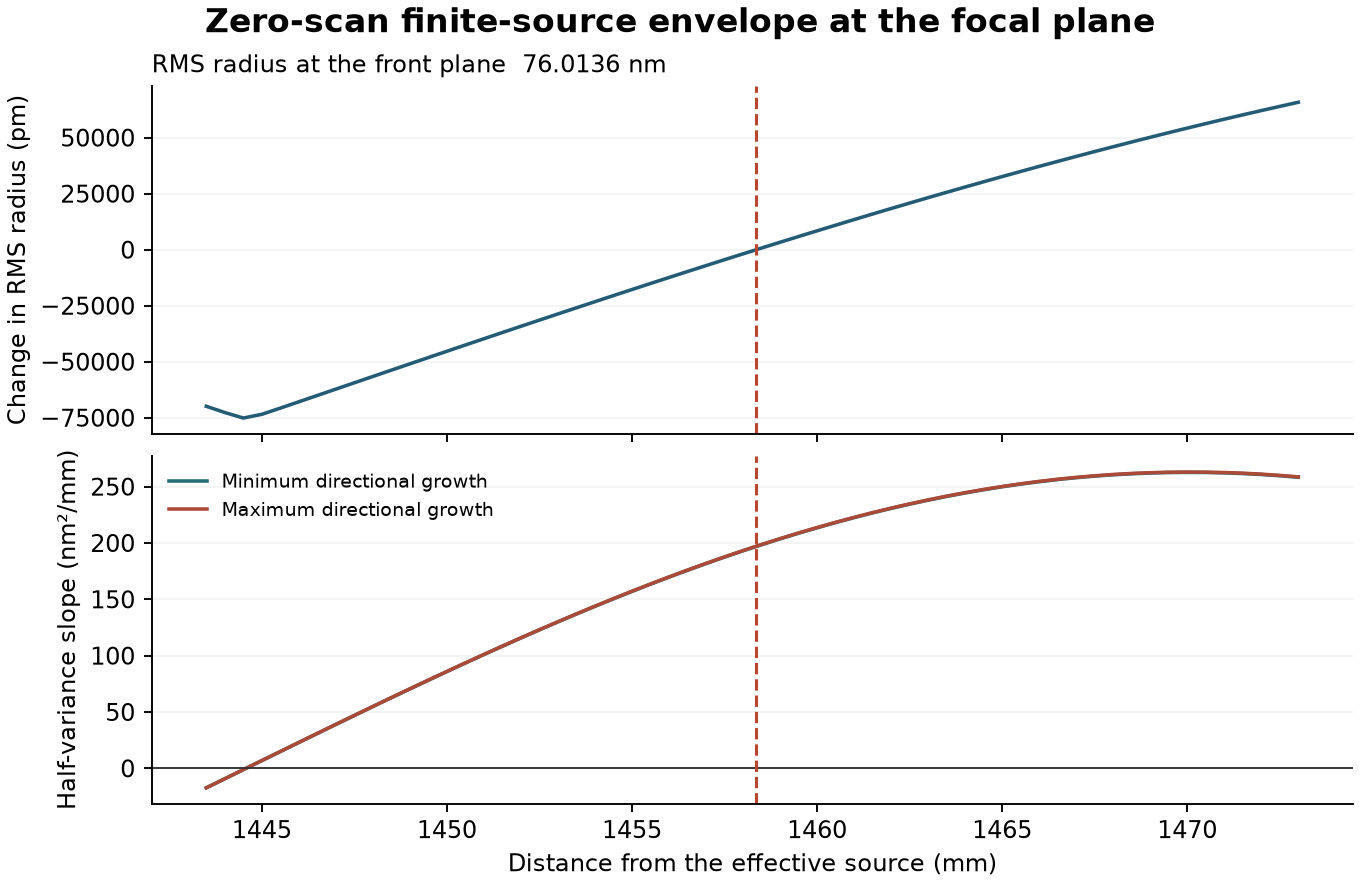 Zero-scan finite-source envelope at the focal plane
RMS radius at the front plane  76.0136 nm
Change in RMS radius (pm)
50000
25000
0
−25000
−50000
−75000
Half-variance slope (nm²/mm)
250
200
150
100
50
0
Minimum directional growth
Maximum directional growth
1445
1450
1455
1460
1465
1470
Distance from the effective source (mm)